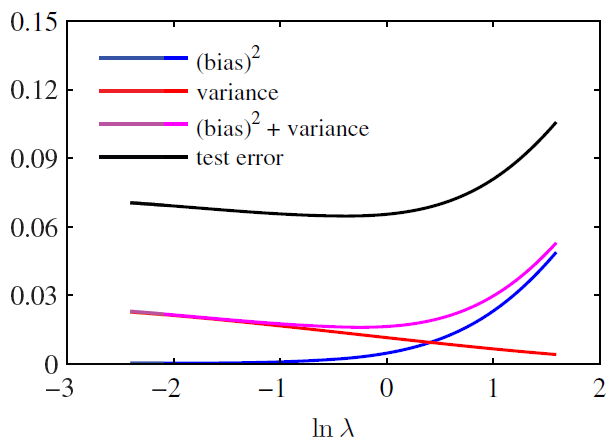 0.15
0.12
0.09
0.06
0.03
0
(bias)²
variance
(bias)² + variance
test error
−3 −2 −1 0 1 2
ln λ